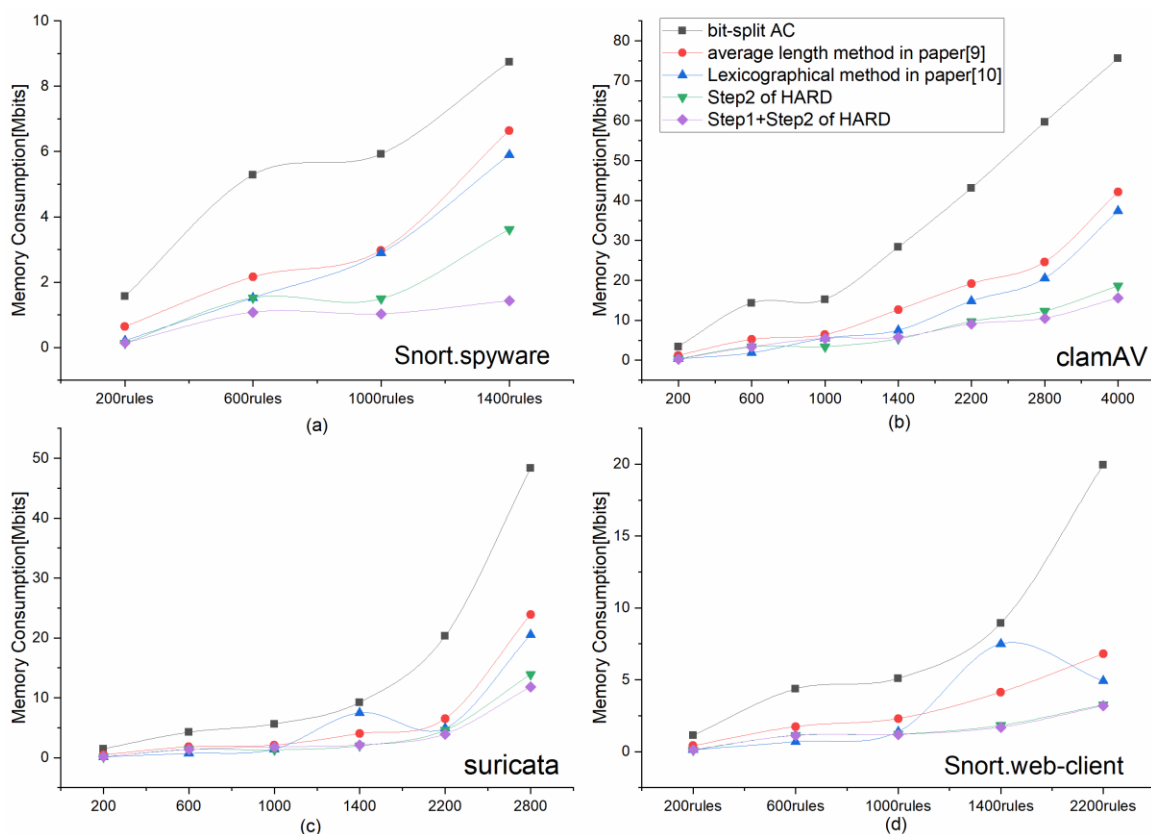 10
8
6
4
2
0
Memory Consumption[Mbits]
200rules 600rules 1000rules 1400rules
Snort.spyware
(a)
bit-split AC
average length method in paper[9]
Lexicographical method in paper[10]
Step2 of HARD
Step1+Step2 of HARD
80
70
60
50
40
30
20
10
0
Memory Consumption[Mbits]
200 600 1000 1400 2200 2800 4000
clamAV
(b)
50
40
30
20
10
0
Memory Consumption[Mbits]
200 600 1000 1400 2200 2800
suricata
(c)
20
15
10
5
0
Memory Consumption[Mbits]
200rules 600rules 1000rules 1400rules 2200rules
Snort.web-client
(d)